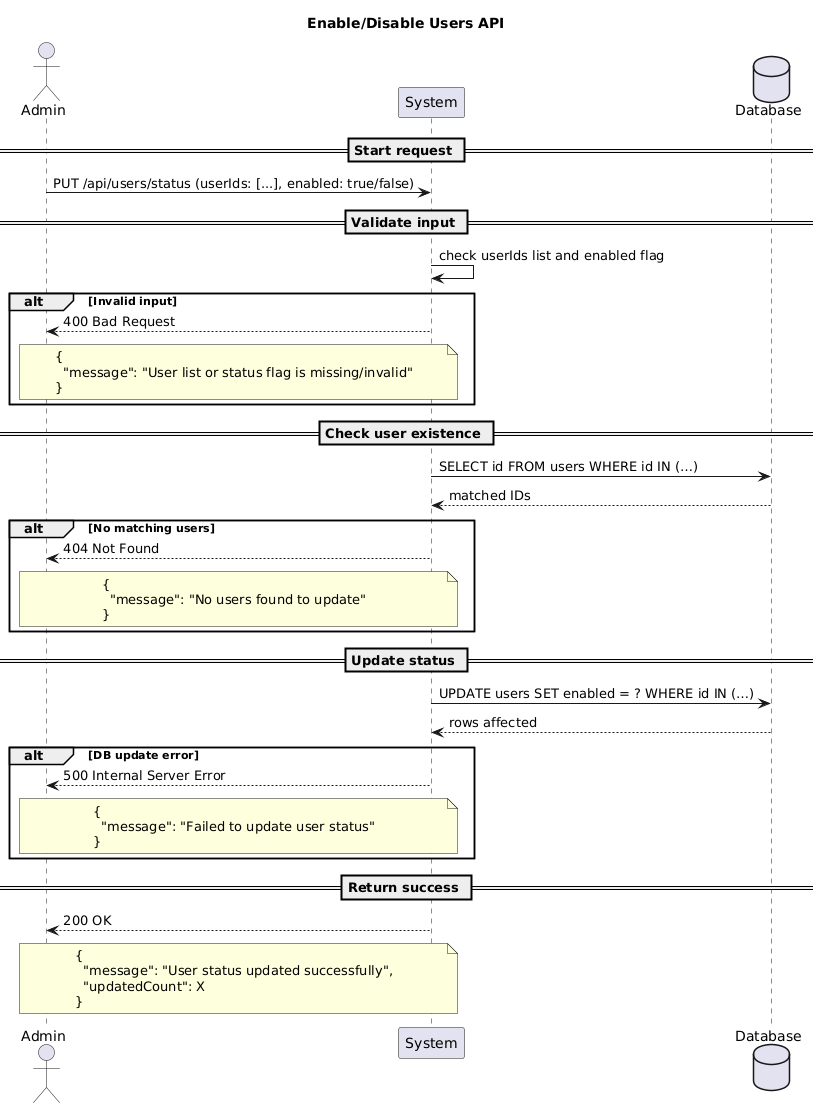 Enable/Disable Users API
Admin
System
Database
Start request
PUT /api/users/status (userIds: [...], enabled: true/false)
Validate input
check userIds list and enabled flag
alt [Invalid input]
400 Bad Request
{
"message": "User list or status flag is missing/invalid"
}
Check user existence
SELECT id FROM users WHERE id IN (...)
matched IDs
alt [No matching users]
404 Not Found
{
"message": "No users found to update"
}
Update status
UPDATE users SET enabled = ? WHERE id IN (...)
rows affected
alt [DB update error]
500 Internal Server Error
{
"message": "Failed to update user status"
}
Return success
200 OK
{
"message": "User status updated successfully",
"updatedCount": X
}
Admin
System
Database